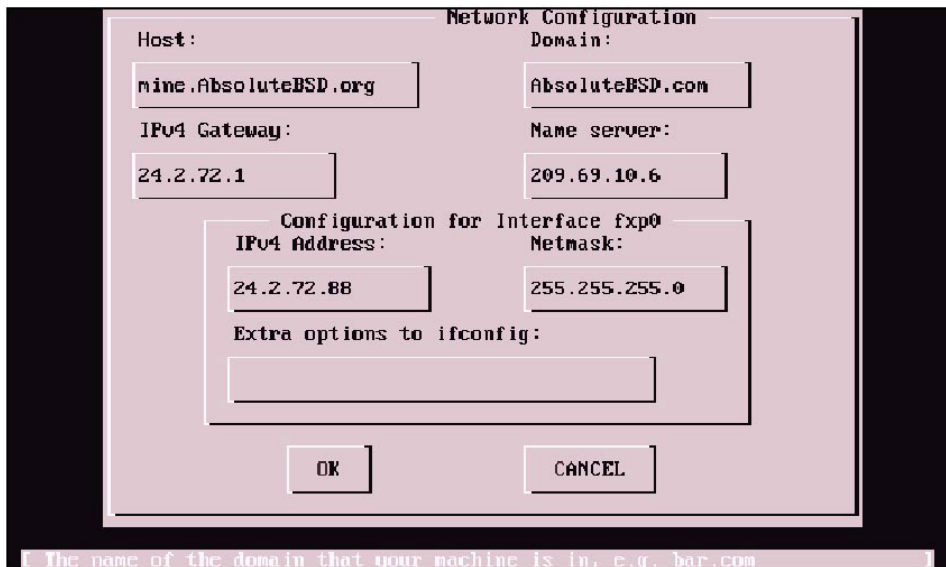 Network Configuration
Host: Domain:
mine.AbsoluteBSD.org AbsoluteBSD.com
IPv4 Gateway: Name server:
24.2.72.1 209.69.10.6
Configuration for Interface fxp0
IPv4 Address: Netmask:
24.2.72.88 255.255.255.0
Extra options to ifconfig:
OK CANCEL
[ The name of the domain that your machine is in, e.g. bar.com ]